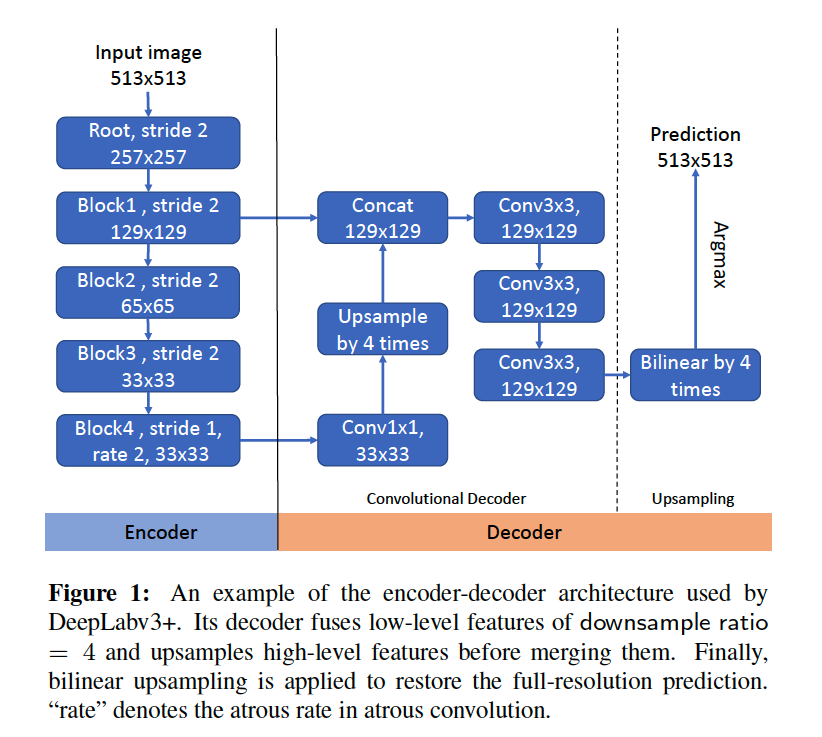 Input image
513x513
Root, stride 2
257x257
Block1 , stride 2
129x129
Block2 , stride 2
65x65
Block3 , stride 2
33x33
Block4 , stride 1,
rate 2, 33x33
Concat
129x129
Upsample
by 4 times
Conv1x1,
33x33
Conv3x3,
129x129
Conv3x3,
129x129
Conv3x3,
129x129
Prediction
513x513
Argmax
Bilinear by 4
times
Convolutional Decoder
Upsampling
Encoder
Decoder
Figure 1: An example of the encoder-decoder architecture used by
DeepLabv3+. Its decoder fuses low-level features of downsample ratio
= 4 and upsamples high-level features before merging them. Finally,
bilinear upsampling is applied to restore the full-resolution prediction.
“rate” denotes the atrous rate in atrous convolution.